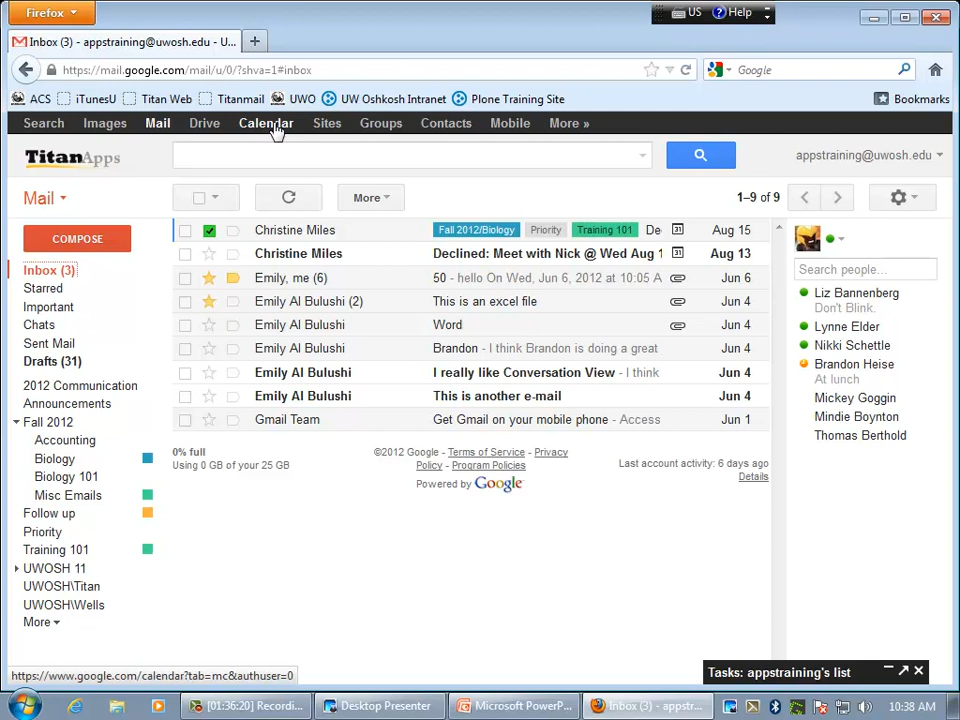 Firefox
US Help
Inbox (3) - appstraining@uwosh.edu - U...
https://mail.google.com/mail/u/0/?shva=1#inbox
Google
ACS iTunesU Titan Web Titanmail UWO UW Oshkosh Intranet Plone Training Site Bookmarks
Search Images Mail Drive Calendar Sites Groups Contacts Mobile More »
TitanApps
appstraining@uwosh.edu
Mail
More
1–9 of 9
COMPOSE
Inbox (3)
Starred
Important
Chats
Sent Mail
Drafts (31)
2012 Communication
Announcements
Fall 2012
Accounting
Biology
Biology 101
Misc Emails
Follow up
Priority
Training 101
UWOSH 11
UWOSH\Titan
UWOSH\Wells
More
Christine Miles Fall 2012/Biology Priority Training 101 De 31 Aug 15
Christine Miles Declined: Meet with Nick @ Wed Aug 1 31 Aug 13
Emily, me (6) 50 - hello On Wed, Jun 6, 2012 at 10:05 A Jun 6
Emily Al Bulushi (2) This is an excel file Jun 4
Emily Al Bulushi Word Jun 4
Emily Al Bulushi Brandon - I think Brandon is doing a great Jun 4
Emily Al Bulushi I really like Conversation View - I think Jun 4
Emily Al Bulushi This is another e-mail Jun 4
Gmail Team Get Gmail on your mobile phone - Access Jun 1
0% full
Using 0 GB of your 25 GB
©2012 Google - Terms of Service - Privacy
Policy - Program Policies
Powered by Google
Last account activity: 6 days ago
Details
Search people...
Liz Bannenberg
Don't Blink.
Lynne Elder
Nikki Schettle
Brandon Heise
At lunch
Mickey Goggin
Mindie Boynton
Thomas Berthold
https://www.google.com/calendar?tab=mc&authuser=0
Tasks: appstraining's list
[01:36:20] Recordi...
Desktop Presenter
Microsoft PowerP...
Inbox (3) - appstr...
10:38 AM